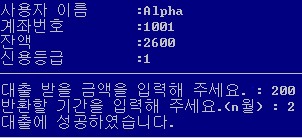 사용자 이름 :Alpha
계좌번호 :1001
잔액 :2600
신용등급 :1
대출 받을 금액을 입력해 주세요. : 200
반환할 기간을 입력해 주세요.(n월) : 2
대출에 성공하였습니다.